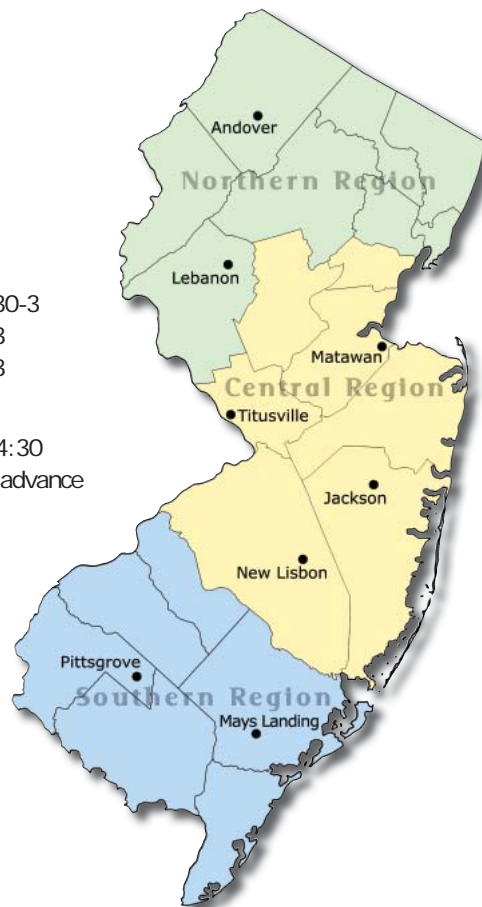 Andover
Northern Region
Lebanon
30-3
3
Matawan
3
Central Region
Titusville
4:30
advance
Jackson
New Lisbon
Pittsgrove
Southern Region
Mays Landing